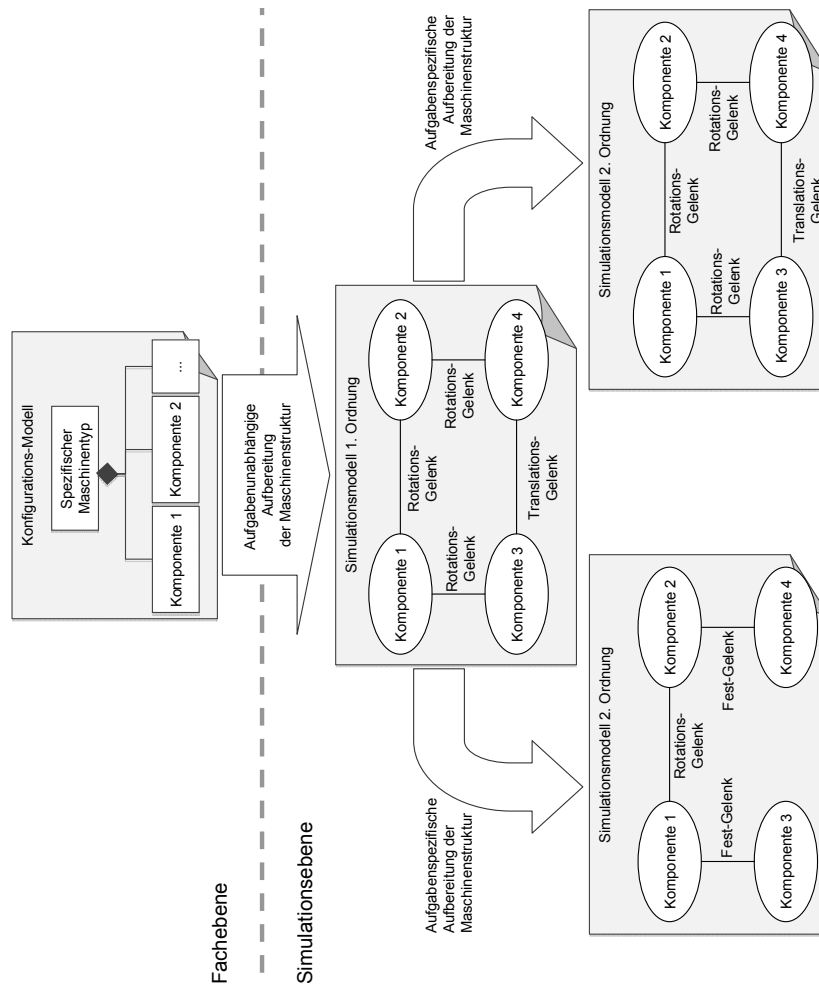 Fachebene
Konfigurations-Modell
Spezifischer
Maschinentyp
Komponente 1
Komponente 2
...
Simulationsebene
Aufgabenunabhängige
Aufbereitung
der Maschinenstruktur
Aufgabenspezifische
Aufbereitung der
Maschinenstruktur
Simulationsmodell 1. Ordnung
Komponente 1
Rotations-
Gelenk
Komponente 2
Rotations-
Gelenk
Rotations-
Gelenk
Komponente 3
Translations-
Gelenk
Komponente 4
Aufgabenspezifische
Aufbereitung der
Maschinenstruktur
Simulationsmodell 2. Ordnung
Komponente 1
Rotations-
Gelenk
Komponente 2
Fest-Gelenk
Fest-Gelenk
Komponente 3
Komponente 4
Simulationsmodell 2. Ordnung
Komponente 1
Rotations-
Gelenk
Komponente 2
Rotations-
Gelenk
Rotations-
Gelenk
Komponente 3
Translations-
Gelenk
Komponente 4